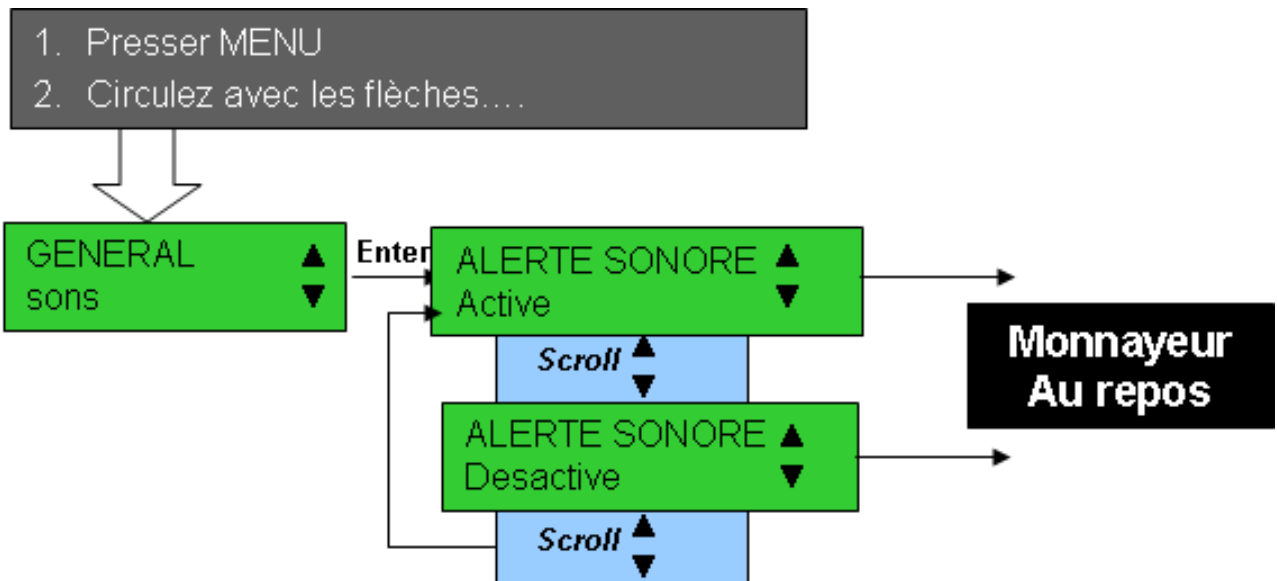 1. Presser MENU
2. Circulez avec les flèches....
GENERAL ▲
sons ▼
Enter
ALERTE SONORE ▲
Active ▼
Scroll ▲
▼
ALERTE SONORE ▲
Desactive ▼
Scroll ▲
▼
Monnayeur
Au repos